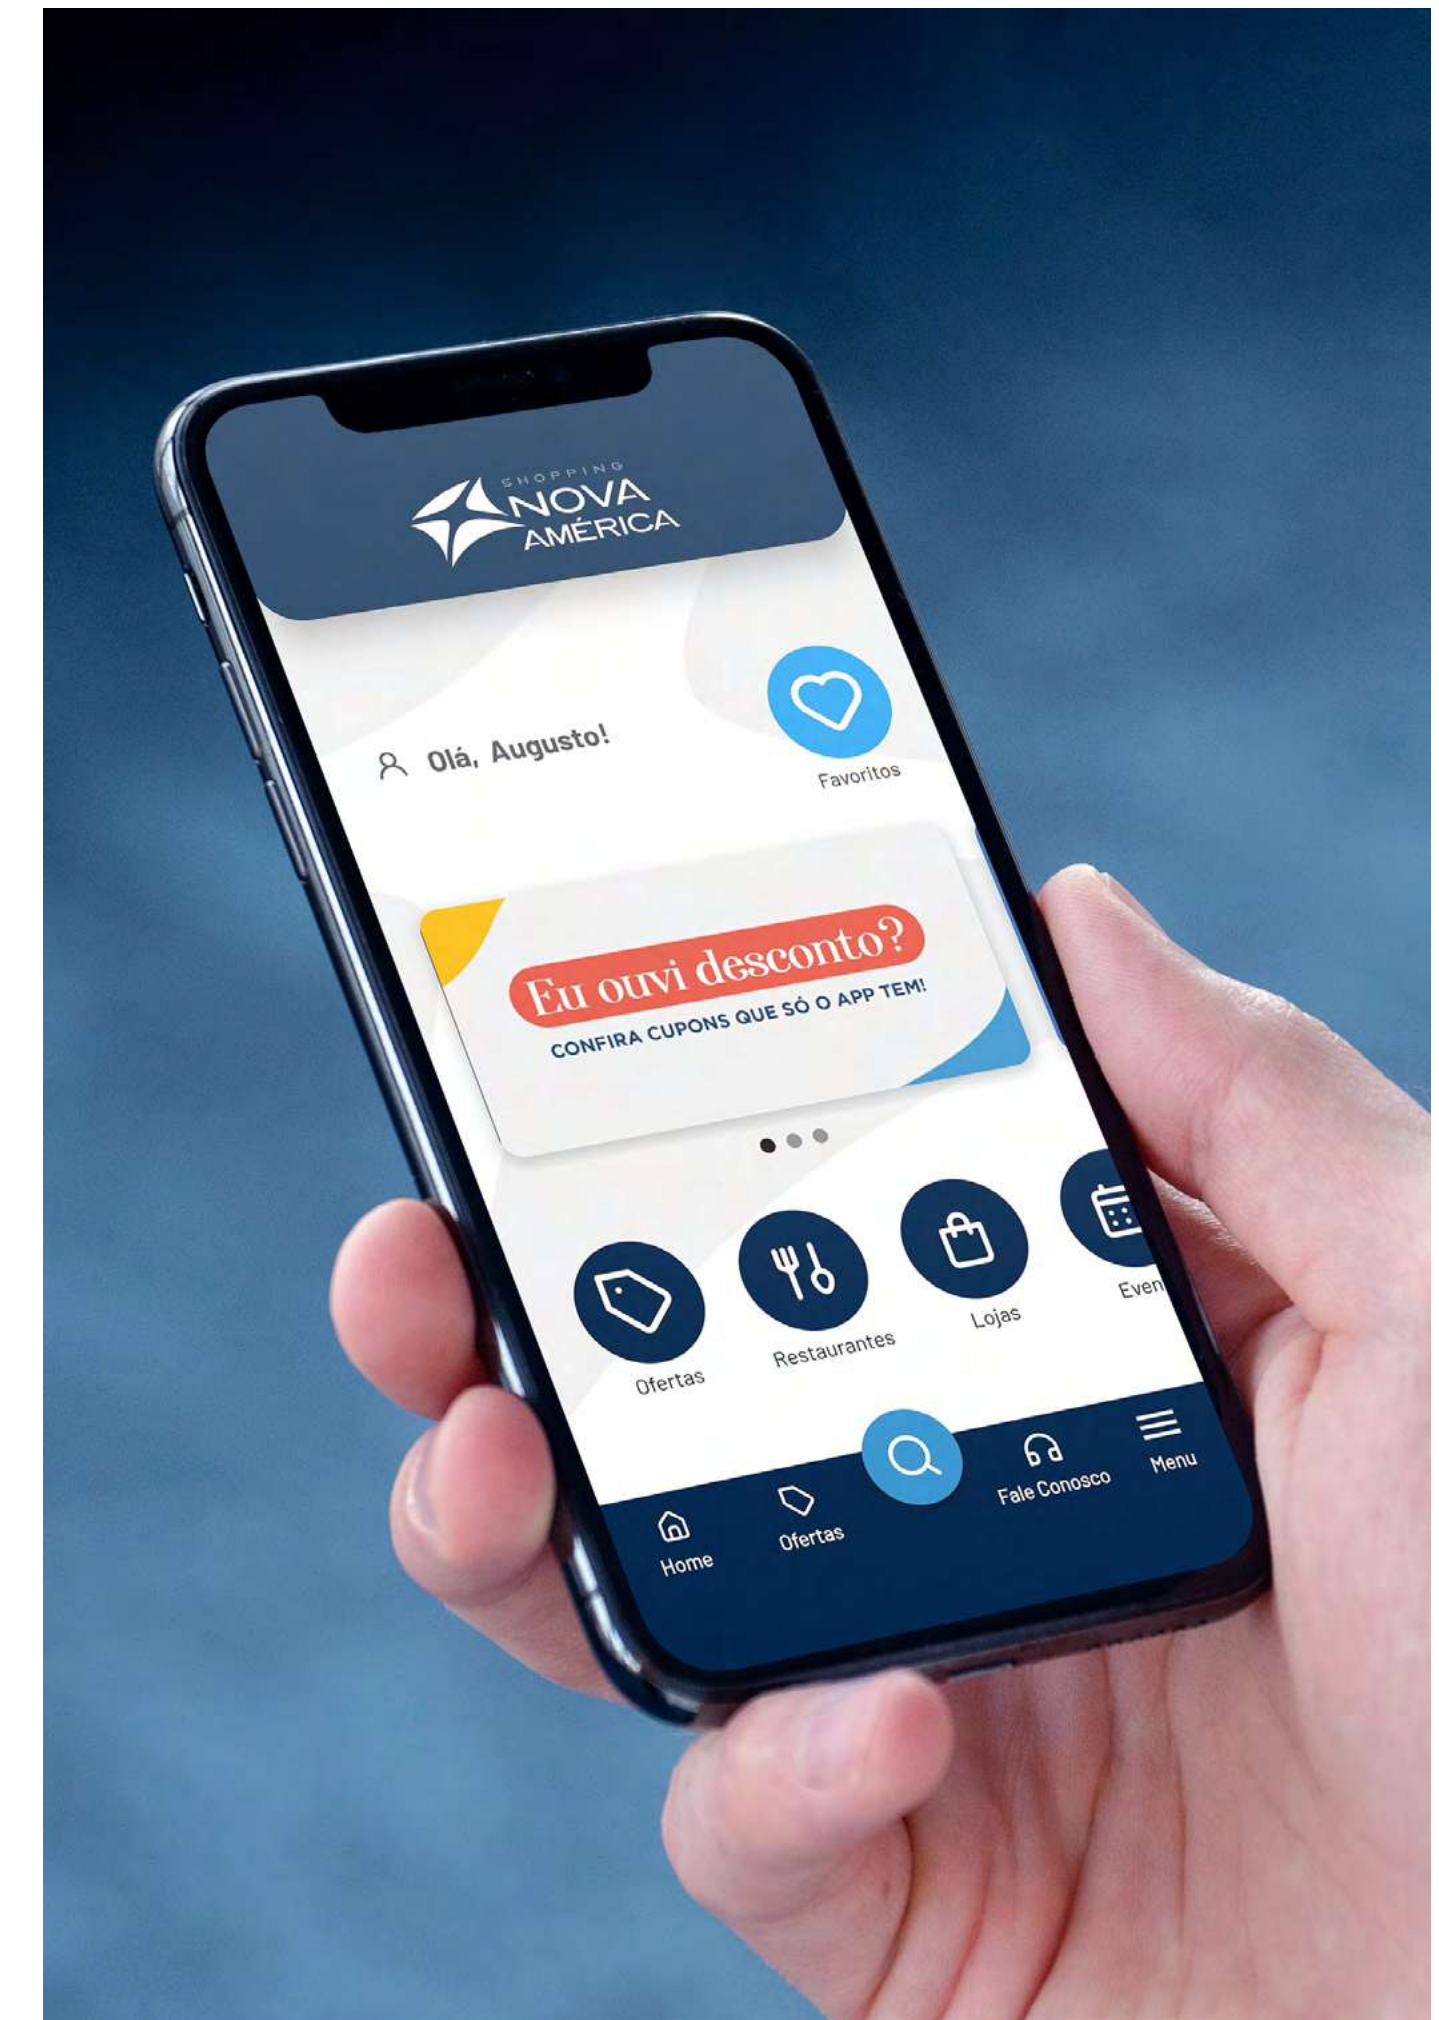 SHOPPING
NOVA
AMÉRICA
Olá, Augusto!
Favoritos
Eu ouvi desconto?
CONFIRA CUPONS QUE SÓ O APP TEM!
Ofertas
Restaurantes
Lojas
Even
Home
Ofertas
Fale Conosco
Menu